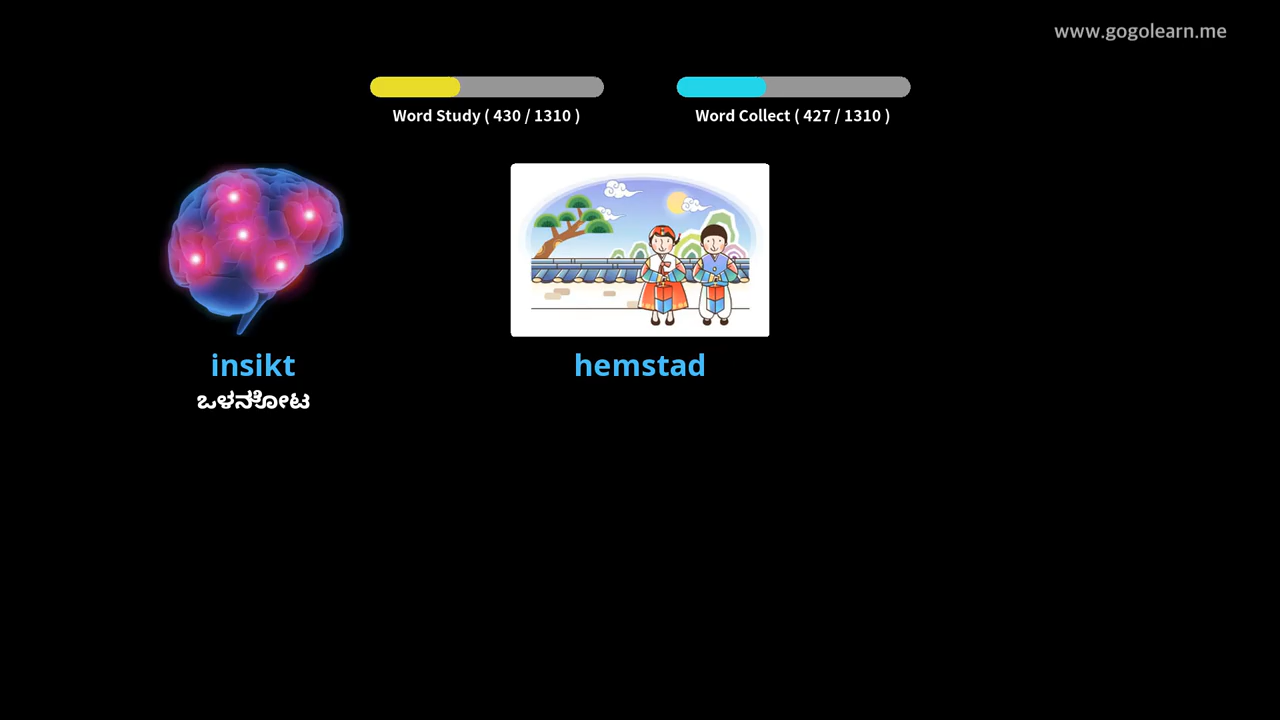 www.gogolearn.me
Word Study ( 430 / 1310 )
Word Collect ( 427 / 1310 )
insikt
ಒಳನೋಟ
hemstad